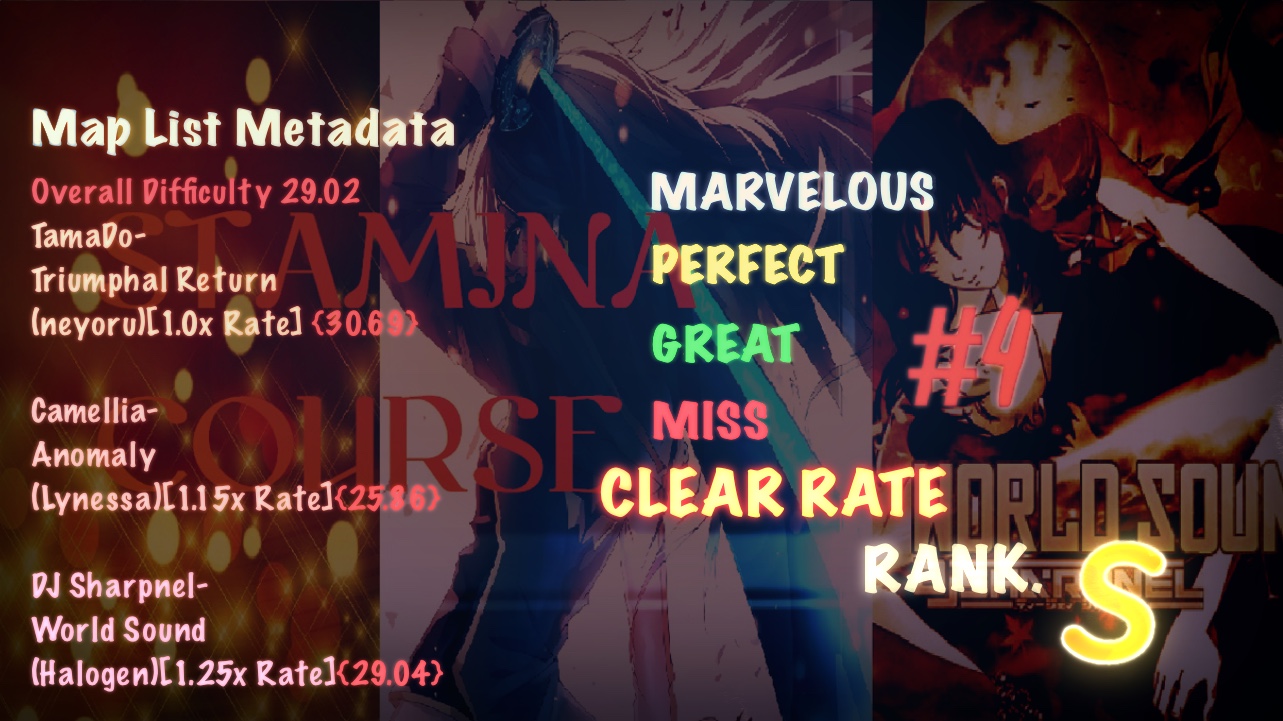 Map List Metadata
Overall Difficulty 29.02
TamaDo-
Triumphal Return
(neyoru)[1.0x Rate] {30.69}
Camellia-
Anomaly
(Lynessa)[1.15x Rate]{25.86}
DJ Sharpnel-
World Sound
(Halogen)[1.25x Rate]{29.04}
STAMINA
COURSE
MARVELOUS
PERFECT
GREAT
MISS
CLEAR RATE
RANK. S
#4
WORLD SOUN